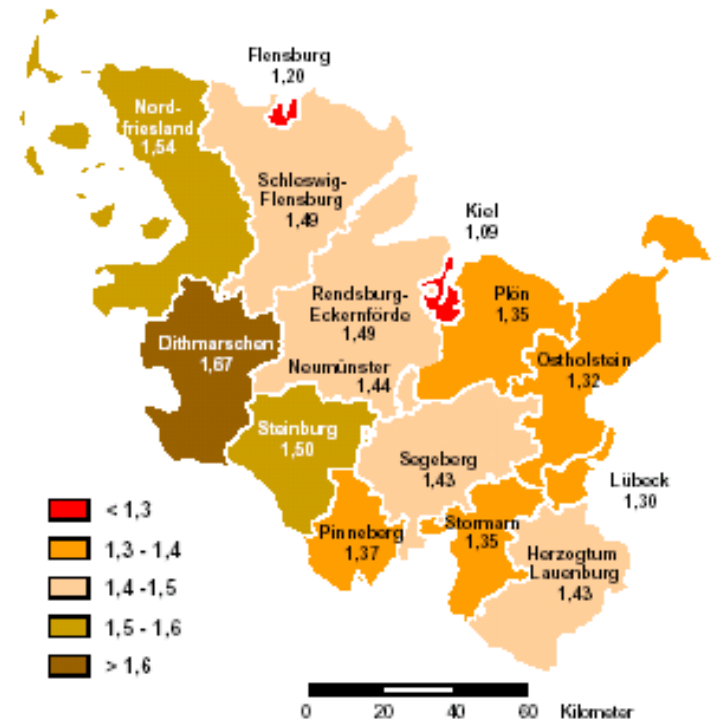 Flensburg
1,20
Nord-
friesland
1,54
Schleswig-
Flensburg
1,49
Kiel
1,09
Rendsburg-
Eckernförde
1,49
Plön
1,35
Dithmarschen
1,67
Neumünster
1,44
Ostholstein
1,32
Steinburg
1,50
Segeberg
1,43
Lübeck
1,30
Pinneberg
1,37
Stormarn
1,35
Herzogtum
Lauenburg
1,43
< 1,3
1,3 - 1,4
1,4 -1,5
1,5 - 1,6
> 1,6
0 20 40 60 Kilometer